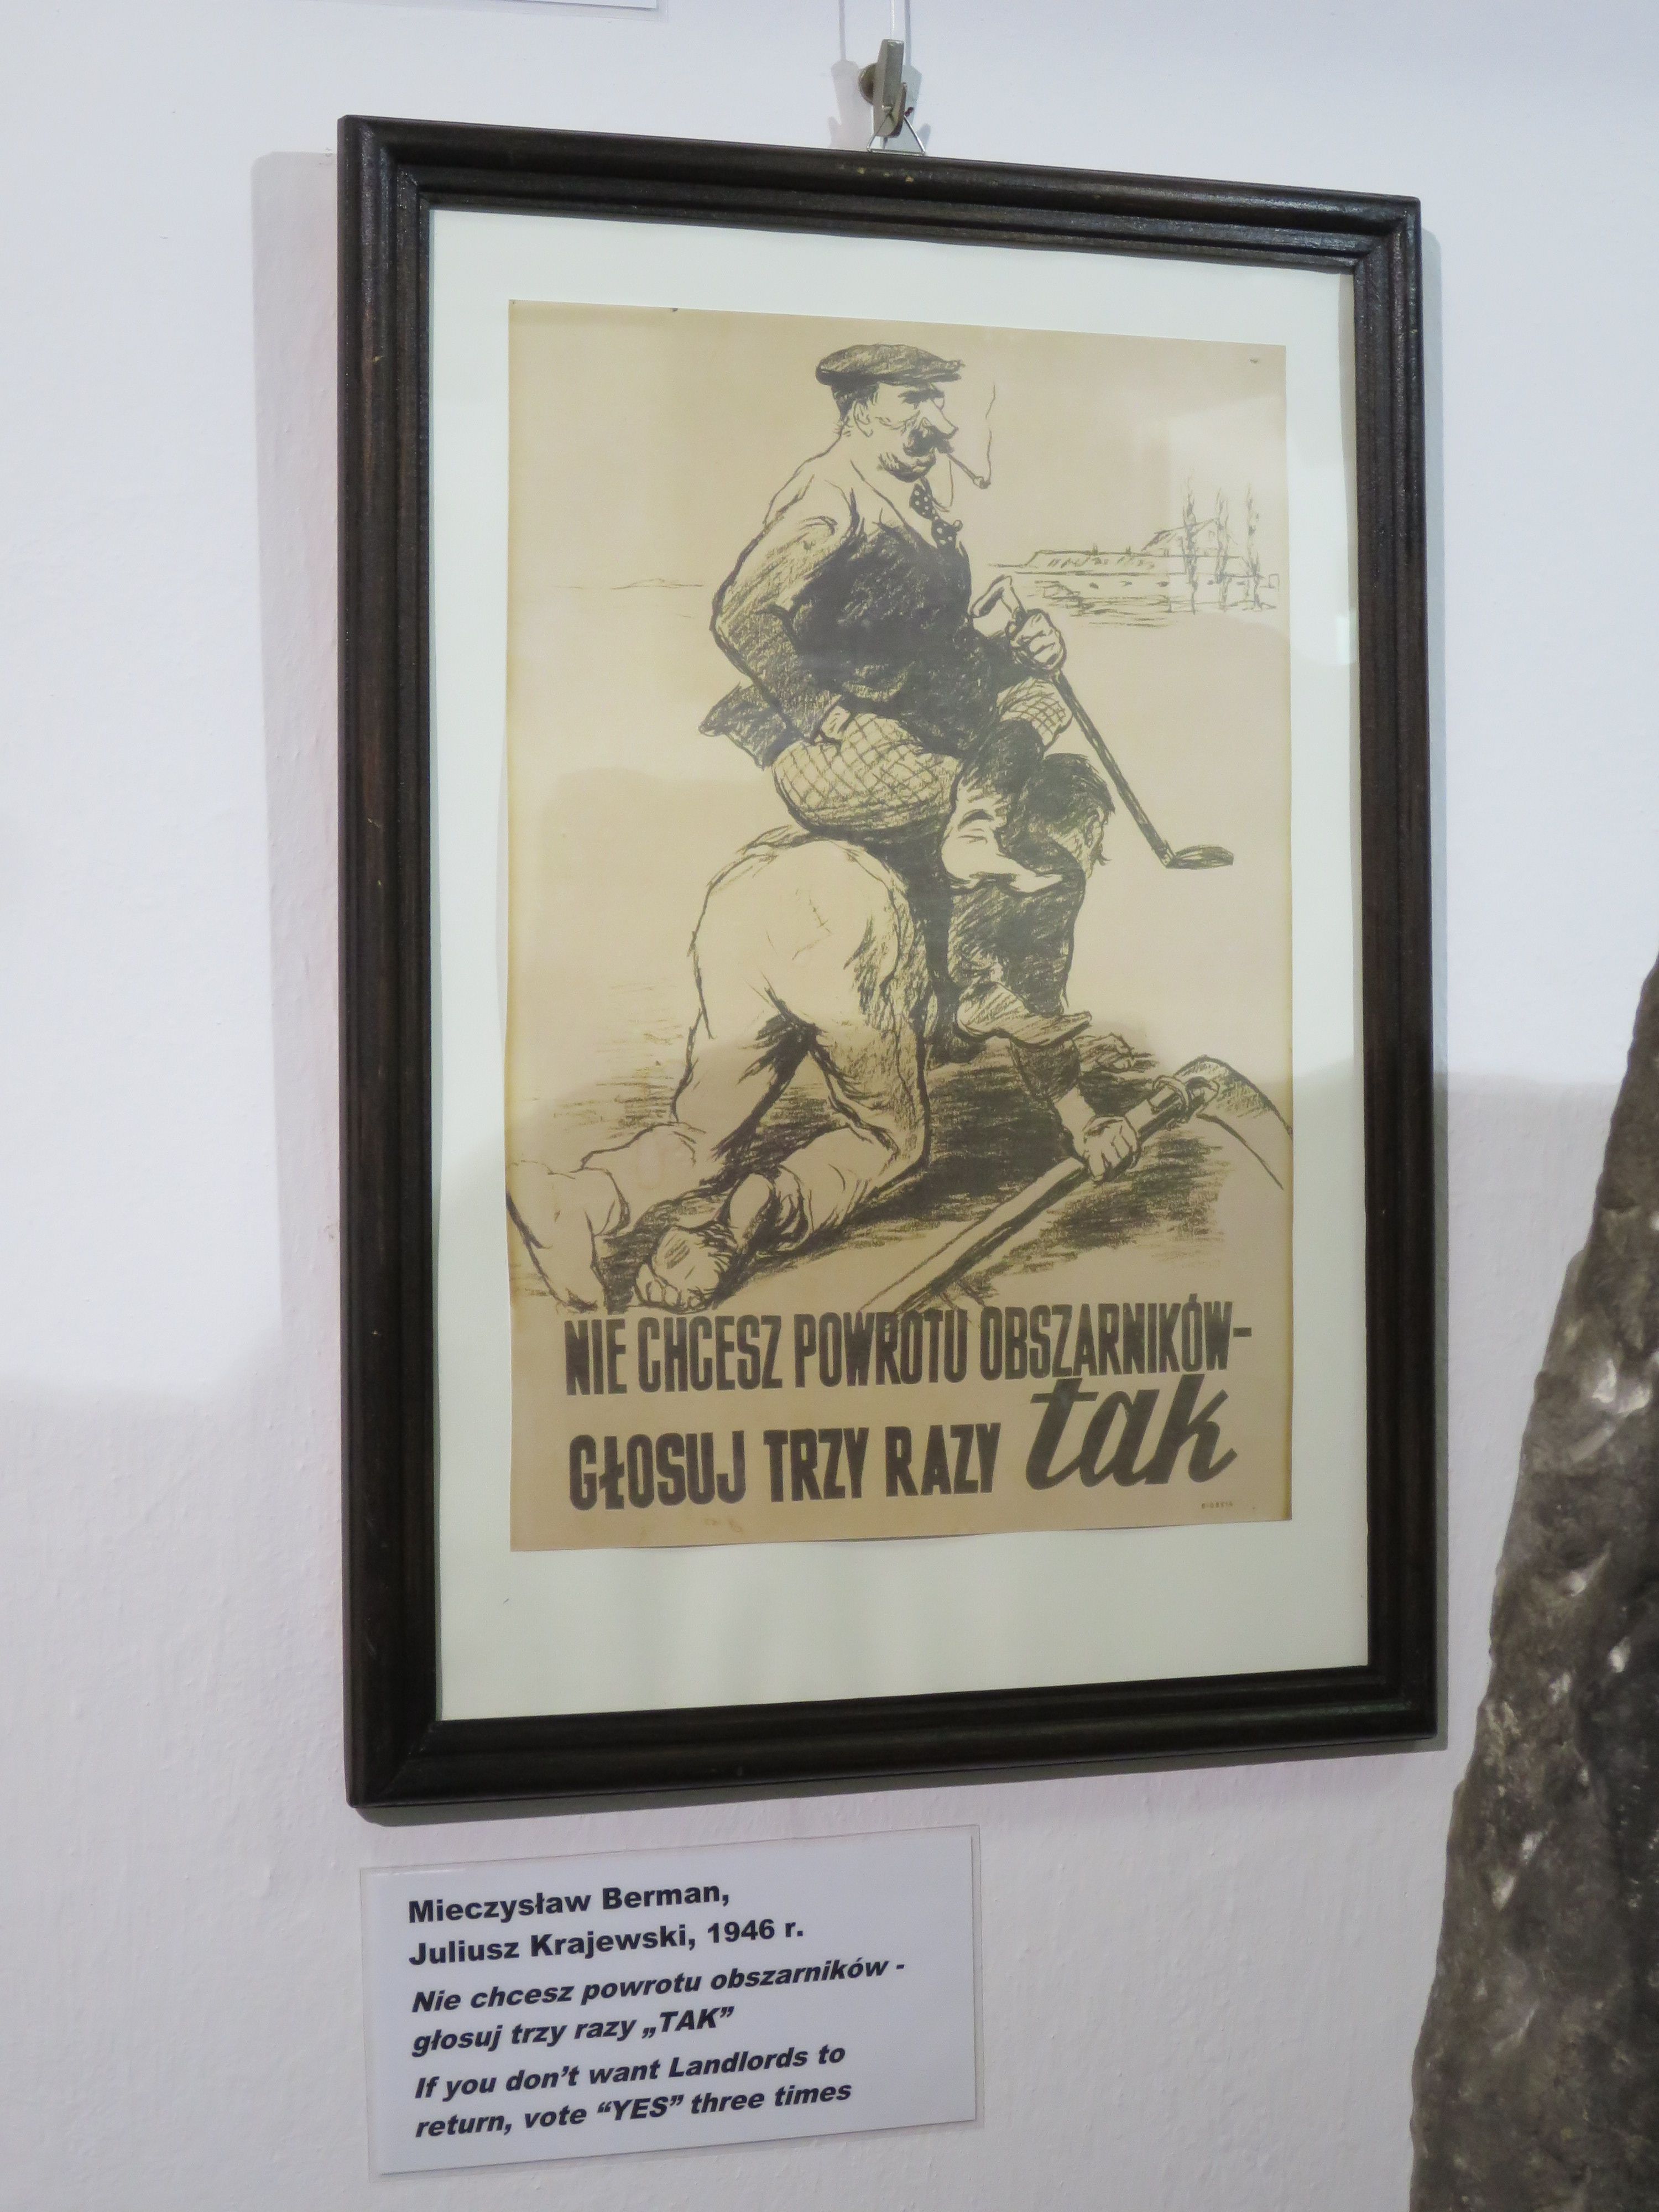 NIE CHCESZ POWROTU OBSZARNIKÓW-
GŁOSUJ TRZY RAZY tak
Mieczysław Berman,
Juliusz Krajewski, 1946 r.
Nie chcesz powrotu obszarników -
głosuj trzy razy „TAK”
If you don't want Landlords to
return, vote “YES” three times